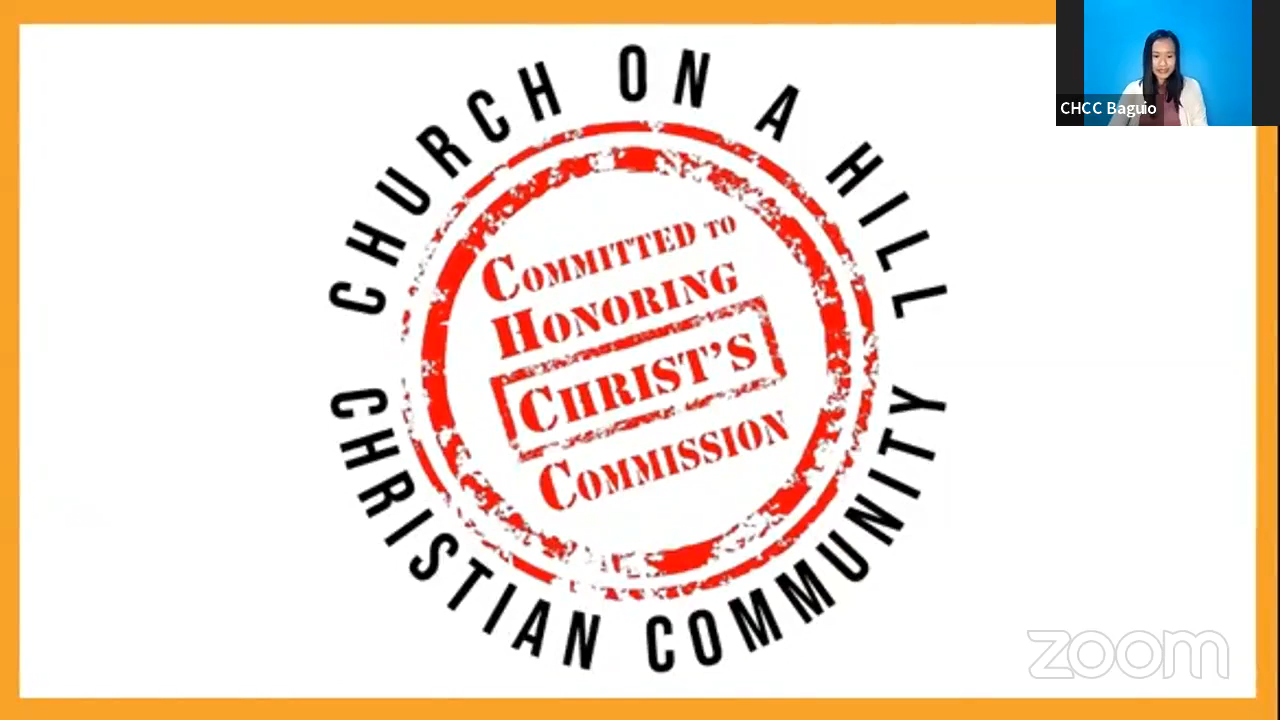 CHURCH ON A HILL
COMMITTED TO
HONORING
CHRIST'S
COMMISSION
CHRISTIAN COMMUNITY
CHCC Baguio
zoom